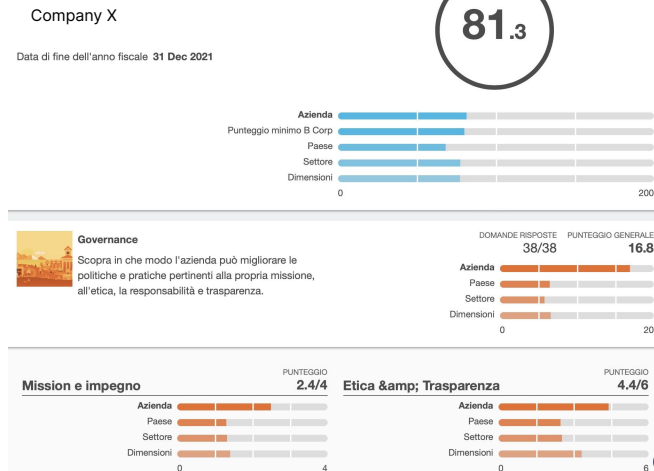 Company X
81.3
Data di fine dell'anno fiscale 31 Dec 2021
Azienda
Punteggio minimo B Corp
Paese
Settore
Dimensioni
0 200
Governance
Scopra in che modo l'azienda può migliorare le
politiche e pratiche pertinenti alla propria missione,
all'etica, la responsabilità e trasparenza.
DOMANDE RISPOSTE PUNTEGGIO GENERALE
38/38 16.8
Azienda
Paese
Settore
Dimensioni
0 20
PUNTEGGIO
Mission e impegno 2.4/4
Azienda
Paese
Settore
Dimensioni
0 4
PUNTEGGIO
Etica &amp; Trasparenza 4.4/6
Azienda
Paese
Settore
Dimensioni
0 6